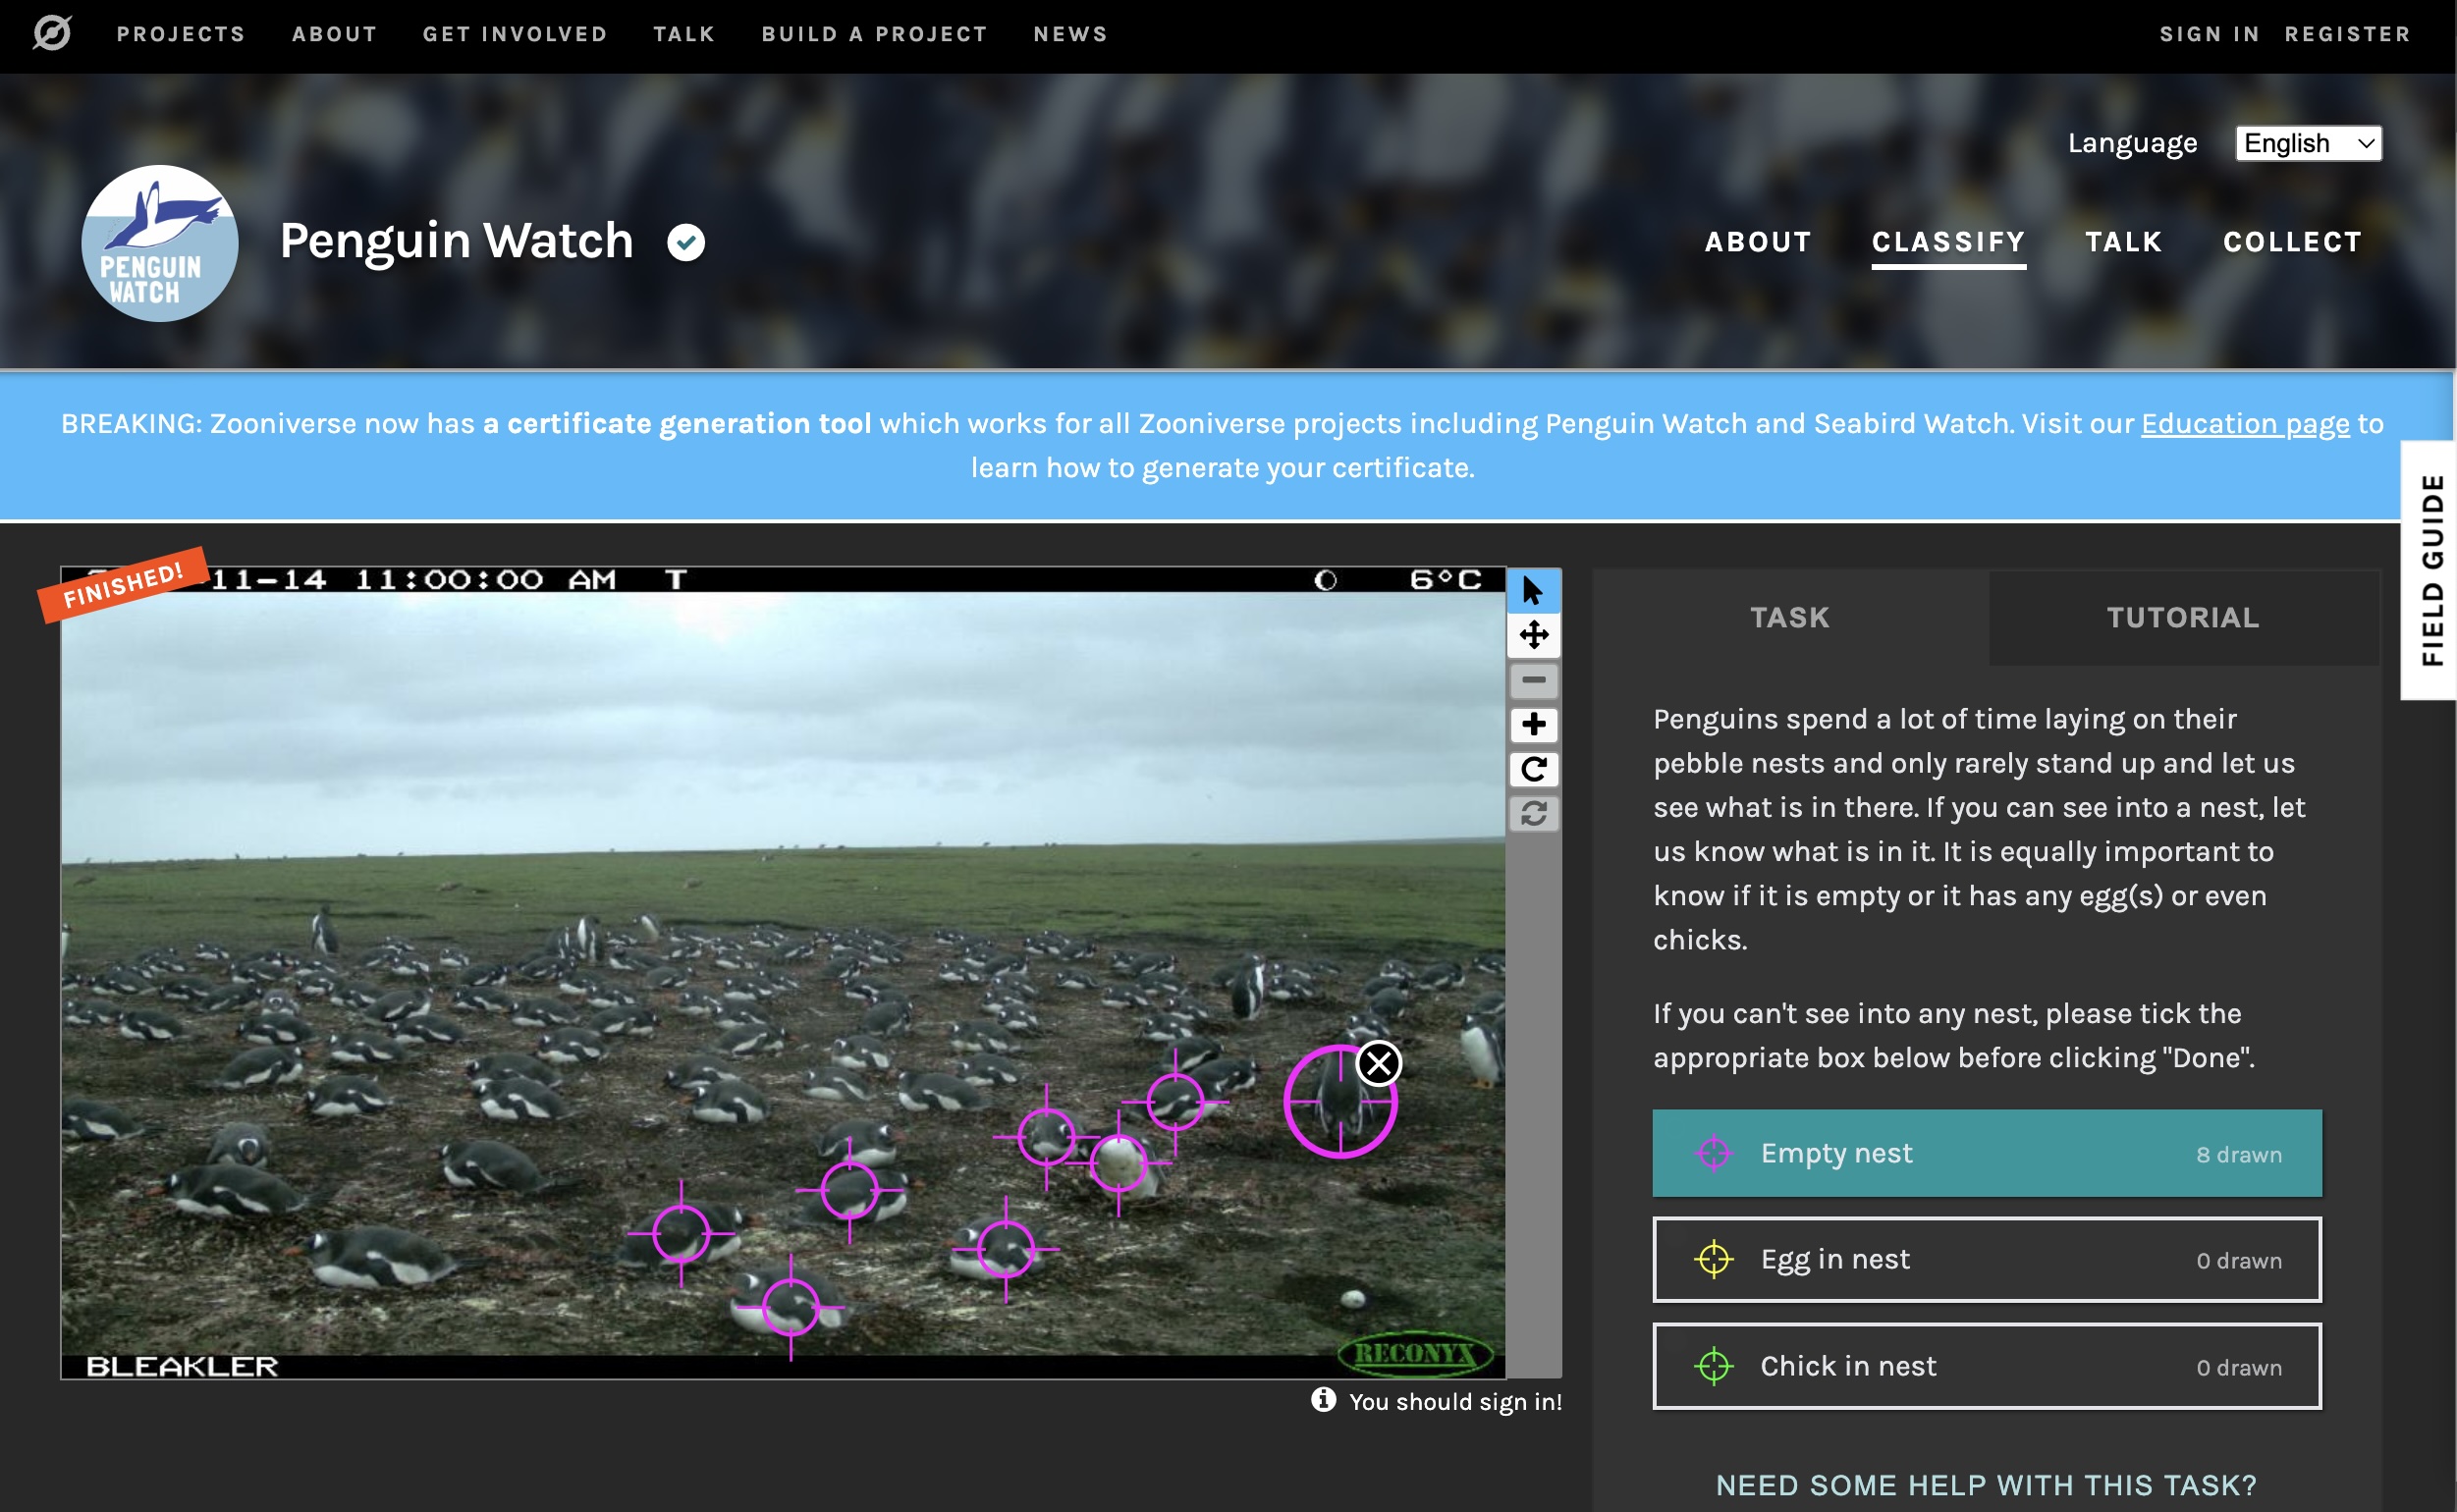 PROJECTS ABOUT GET INVOLVED TALK BUILD A PROJECT NEWS SIGN IN REGISTER
Language English
PENGUIN
WATCH
Penguin Watch
ABOUT CLASSIFY TALK COLLECT
BREAKING: Zooniverse now has a certificate generation tool which works for all Zooniverse projects including Penguin Watch and Seabird Watch. Visit our Education page to
learn how to generate your certificate.
FIELD GUIDE
FINISHED!
11-14 11:00:00 AM T 6°C
BLEAKLER
RECONYX
You should sign in!
TASK TUTORIAL
Penguins spend a lot of time laying on their
pebble nests and only rarely stand up and let us
see what is in there. If you can see into a nest, let
us know what is in it. It is equally important to
know if it is empty or it has any egg(s) or even
chicks.
If you can't see into any nest, please tick the
appropriate box below before clicking "Done".
Empty nest 8 drawn
Egg in nest 0 drawn
Chick in nest 0 drawn
NEED SOME HELP WITH THIS TASK?